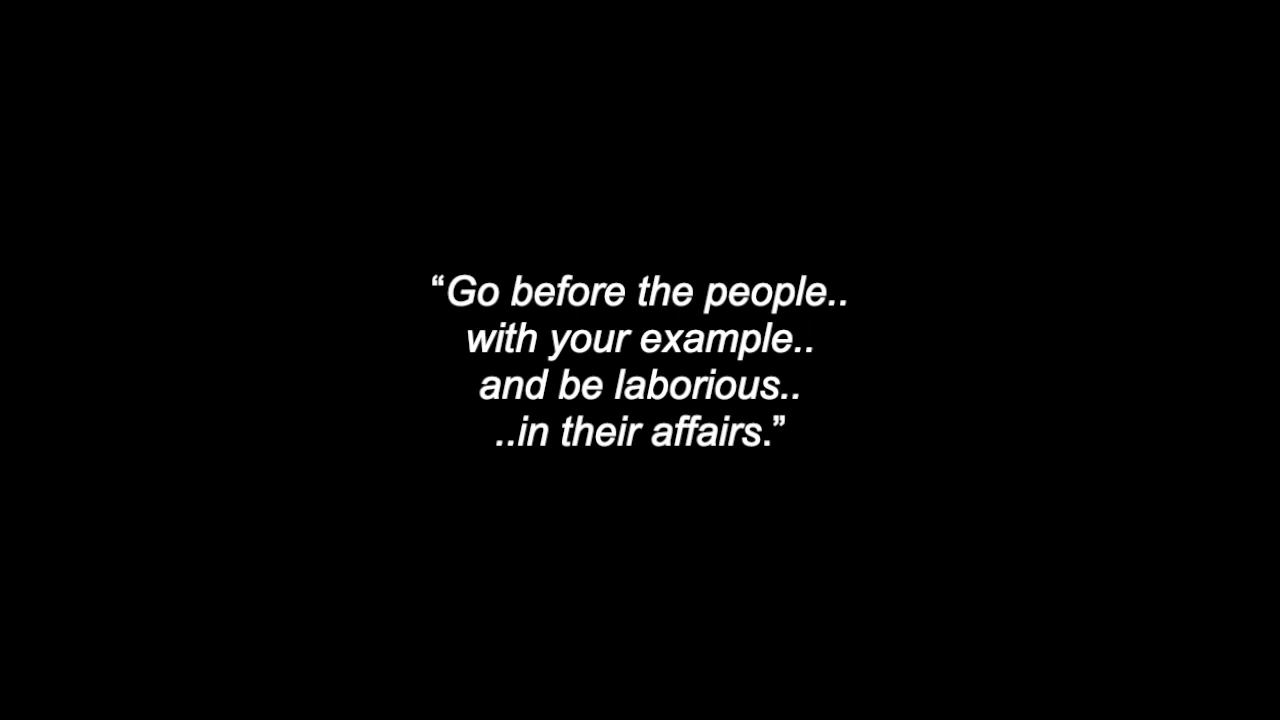 “Go before the people..
with your example..
and be laborious..
..in their affairs.”